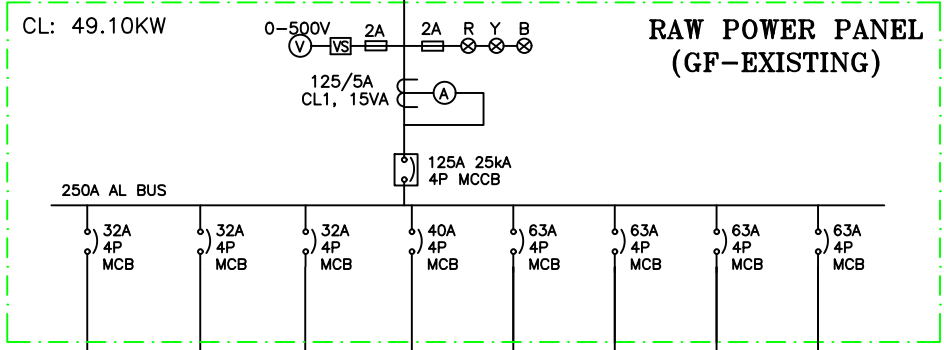 CL: 49.10KW
0-500V
V
VS
2A
2A
R Y B
RAW POWER PANEL
(GF-EXISTING)
125/5A
CL1, 15VA
A
125A 25kA
4P MCCB
250A AL BUS
32A
4P
MCB
32A
4P
MCB
32A
4P
MCB
40A
4P
MCB
63A
4P
MCB
63A
4P
MCB
63A
4P
MCB
63A
4P
MCB